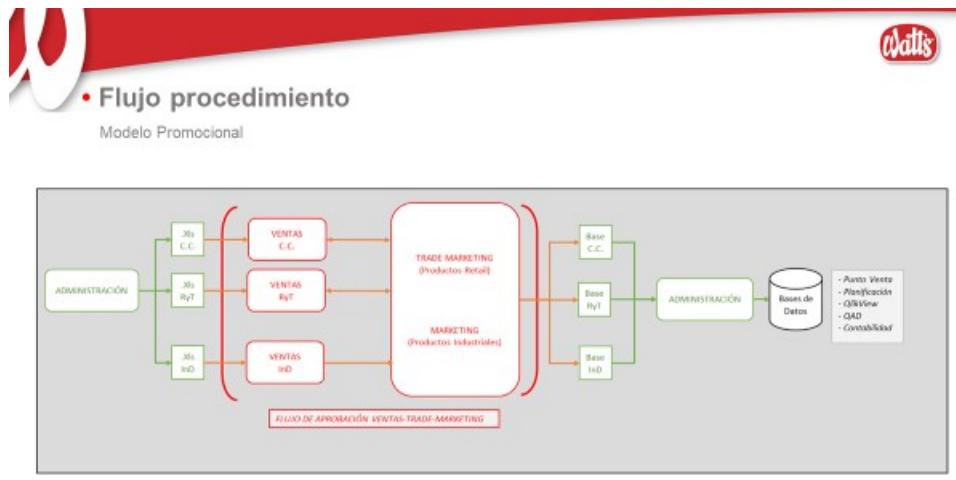 Watt's
• Flujo procedimiento
Modelo Promocional
ADMINISTRACIÓN
Xls
C.C.
Xls
RyT
Xls
InD
VENTAS
C.C.
VENTAS
RyT
VENTAS
InD
TRADE MARKETING
(Productos Retail)
MARKETING
(Productos Industriales)
FLUJO DE APROBACIÓN VENTAS-TRADE-MARKETING
Base
C.C.
Base
RyT
Base
InD
ADMINISTRACIÓN
Bases de
Datos
- Punto Venta
- Planificación
- QlikView
- QAD
- Contabilidad